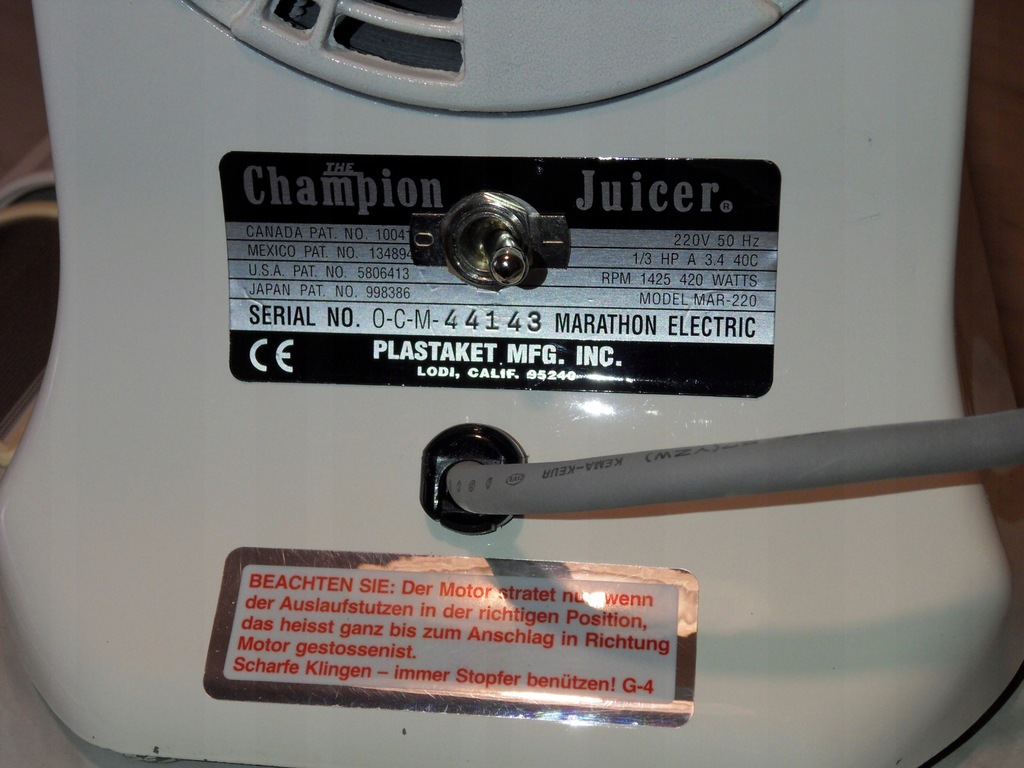 THE
Champion Juicer®
CANADA PAT. NO. 1004
220V 50 Hz
MEXICO PAT. NO. 134894
1/3 HP A 3.4 40C
U.S.A. PAT. NO. 5806413
RPM 1425 420 WATTS
JAPAN PAT. NO. 998386
MODEL MAR-220
O
I
SERIAL NO. O-C-M-44143 MARATHON ELECTRIC
CE
PLASTAKET MFG. INC.
LODI, CALIF. 95240
KEMA-KEUR
BEACHTEN SIE: Der Motor stratet nur wenn
der Auslaufstutzen in der richtigen Position,
das heisst ganz bis zum Anschlag in Richtung
Motor gestossenist.
Scharfe Klingen – immer Stopfer benützen! G-4